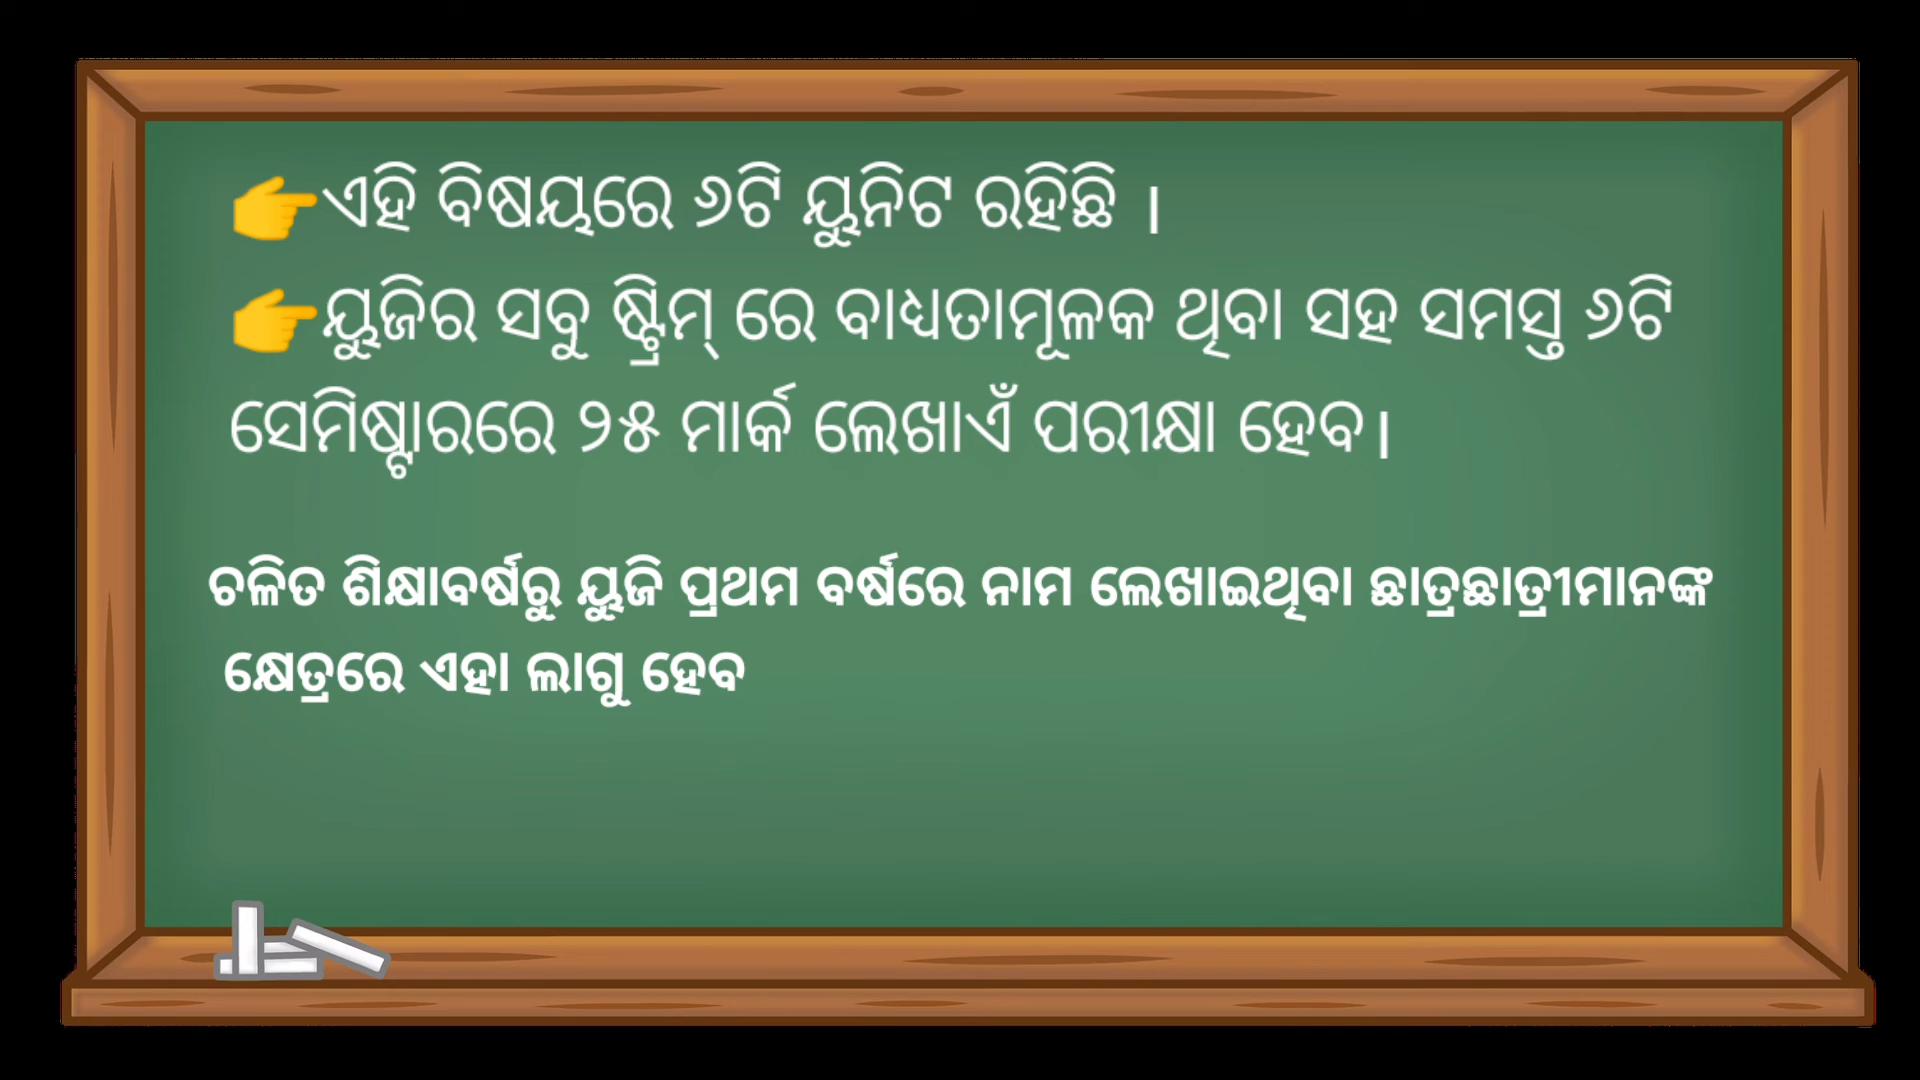 👉ଏହି ବିଷୟରେ ୬ଟି ୟୁନିଟ ରହିଛି ।
👉ୟୁଜିର ସବୁ ଷ୍ଟ୍ରିମ୍ ରେ ବାଧ୍ୟତାମୂଳକ ଥିବା ସହ ସମସ୍ତ ୬ଟି
ସେମିଷ୍ଟାରରେ ୨୫ ମାର୍କ ଲେଖାଏଁ ପରୀକ୍ଷା ହେବ।
ଚଳିତ ଶିକ୍ଷାବର୍ଷରୁ ୟୁଜି ପ୍ରଥମ ବର୍ଷରେ ନାମ ଲେଖାଇଥିବା ଛାତ୍ରଛାତ୍ରୀମାନଙ୍କ
କ୍ଷେତ୍ରରେ ଏହା ଲାଗୁ ହେବ